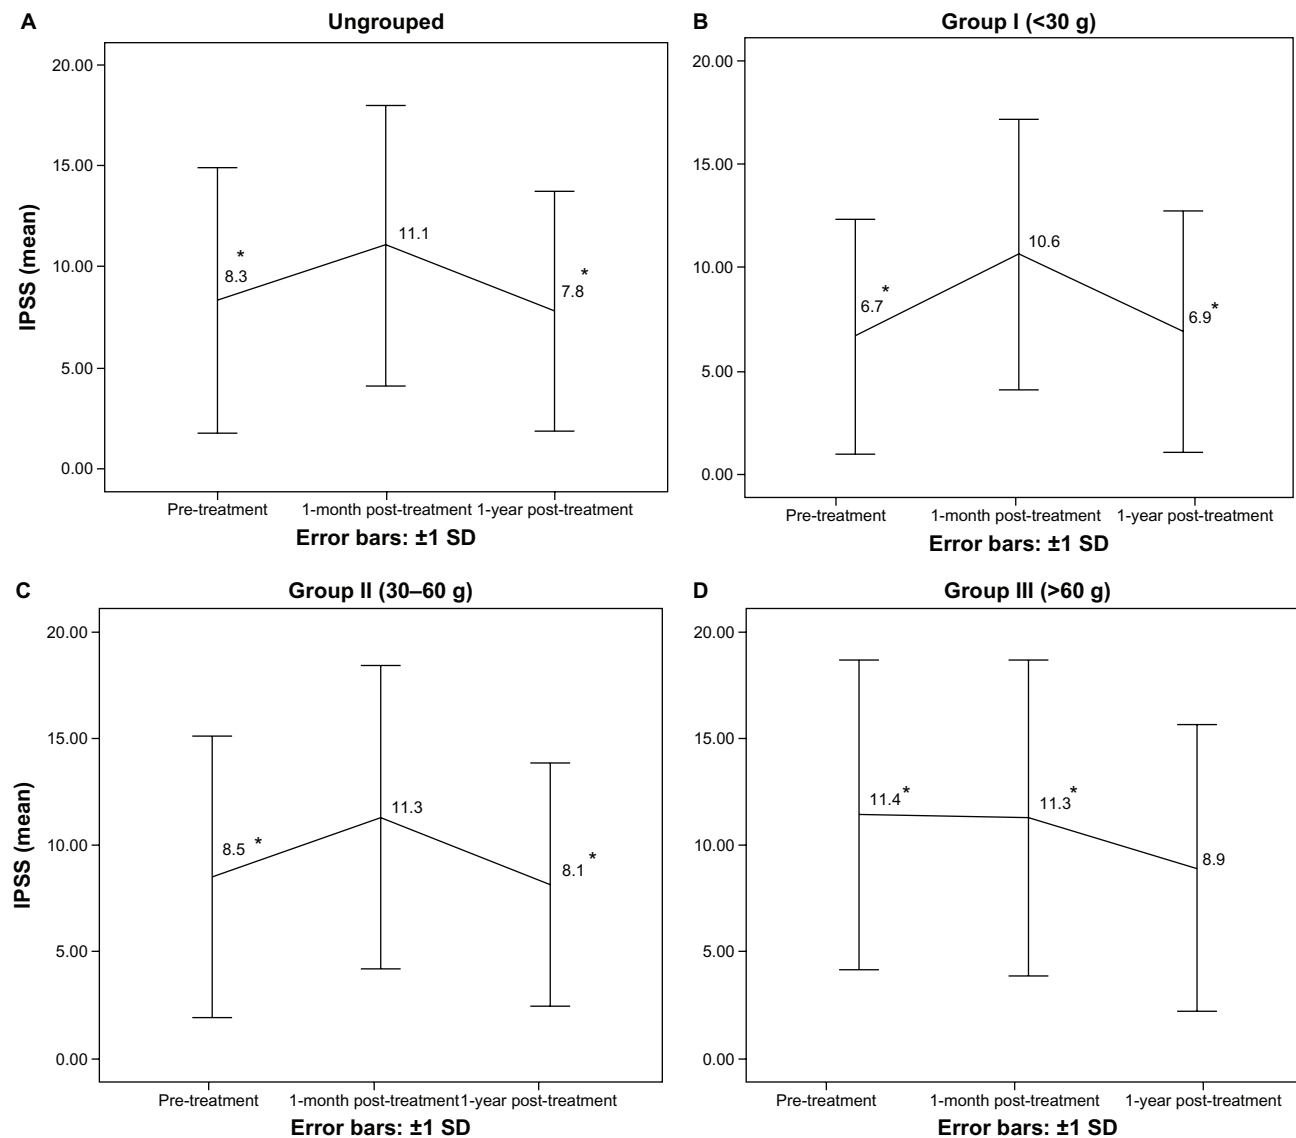 A
Ungrouped
20.00
15.00
10.00
5.00
0.00
IPSS (mean)
8.3
*
11.1
7.8
*
Pre-treatment
1-month post-treatment
1-year post-treatment
Error bars: ±1 SD
B
Group I (<30 g)
20.00
15.00
10.00
5.00
0.00
6.7
*
10.6
6.9
*
Pre-treatment
1-month post-treatment
1-year post-treatment
Error bars: ±1 SD
C
Group II (30–60 g)
20.00
15.00
10.00
5.00
0.00
IPSS (mean)
8.5
*
11.3
8.1
*
Pre-treatment
1-month post-treatment
1-year post-treatment
Error bars: ±1 SD
D
Group III (>60 g)
20.00
15.00
10.00
5.00
0.00
11.4
*
11.3
*
8.9
Pre-treatment
1-month post-treatment
1-year post-treatment
Error bars: ±1 SD